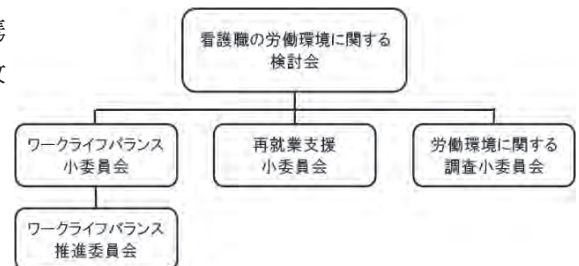 看護職の労働環境に関する
検討会
ワークライフバランス
小委員会
再就業支援
小委員会
労働環境に関する
調査小委員会
ワークライフバランス
推進委員会